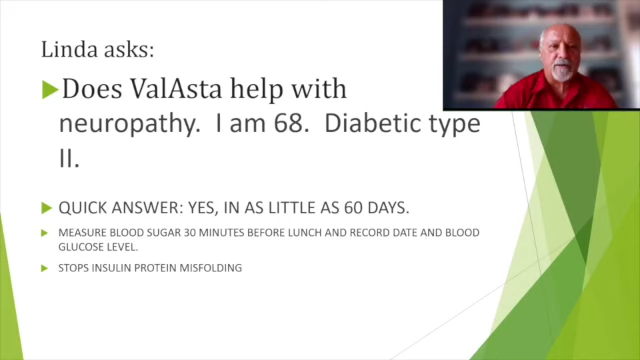 Linda asks:
Does ValAsta help with
neuropathy.  I am 68.  Diabetic type
II.
QUICK ANSWER: YES, IN AS LITTLE AS 60 DAYS.
MEASURE BLOOD SUGAR 30 MINUTES BEFORE LUNCH AND RECORD DATE AND BLOOD
GLUCOSE LEVEL.
STOPS INSULIN PROTEIN MISFOLDING